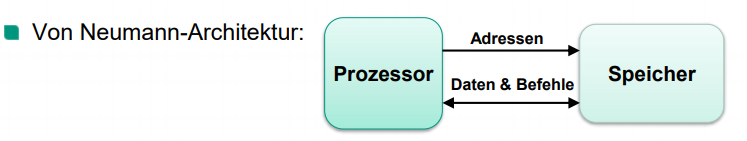 Von Neumann-Architektur:
Prozessor
Adressen
Daten & Befehle
Speicher